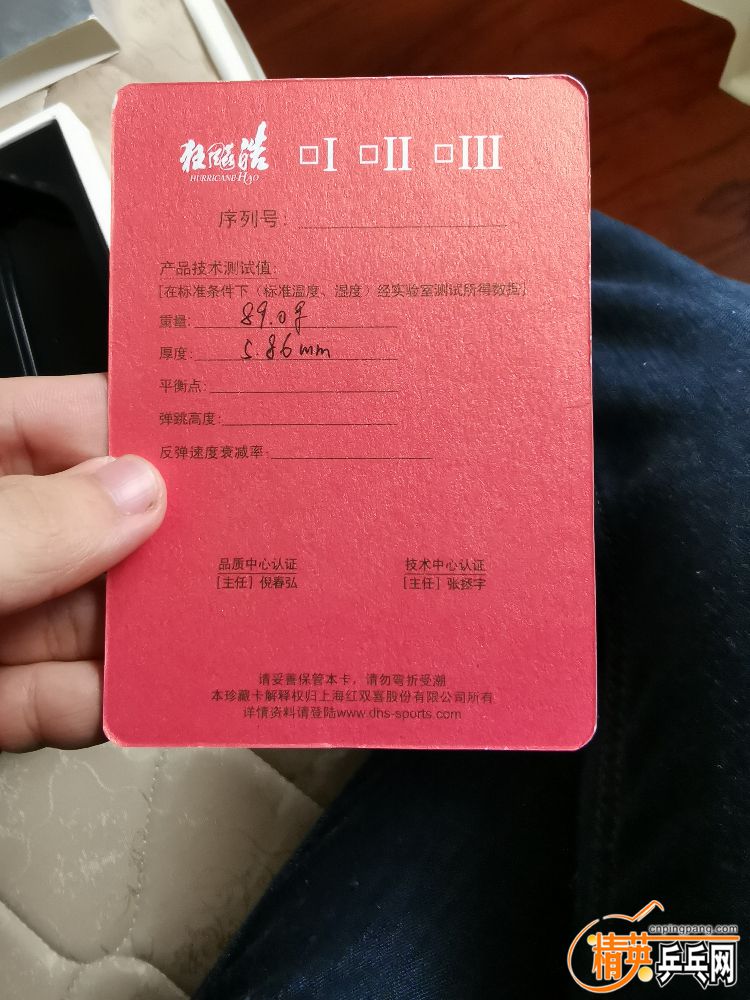 狂飚皓 □I □II □III
HURRICANE HAO
序列号：
产品技术测试值：
[在标准条件下（标准温度、湿度）经实验室测试所得数据]
重量: 89.0g
厚度: 5.86mm
平衡点:
弹跳高度:
反弹速度衰减率:
品质中心认证 技术中心认证
[主任] 倪春弘 [主任] 张拯宇
请妥善保管本卡，请勿弯折受潮
本珍藏卡解释权归上海红双喜股份有限公司所有
详情资料请登陆www.dhs-sports.com
cnpingpang.com
精英乒乓网